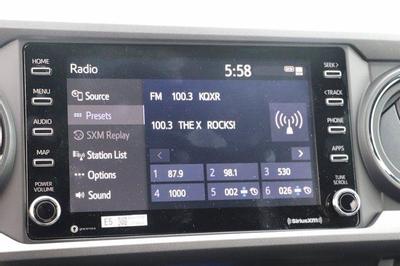 HOME
MENU
AUDIO
MAP
POWER
VOLUME
Radio
5:58
Source
Presets
SXM Replay
Station List
Options
Sound
FM 100.3 KQXR
100.3 THE X ROCKS!
1 87.9
2 98.1
3 530
4 1000
5 002
6 026
SEEK>
<TRACK
PHONE
APPS
TUNE
SCROLL
SiriusXM